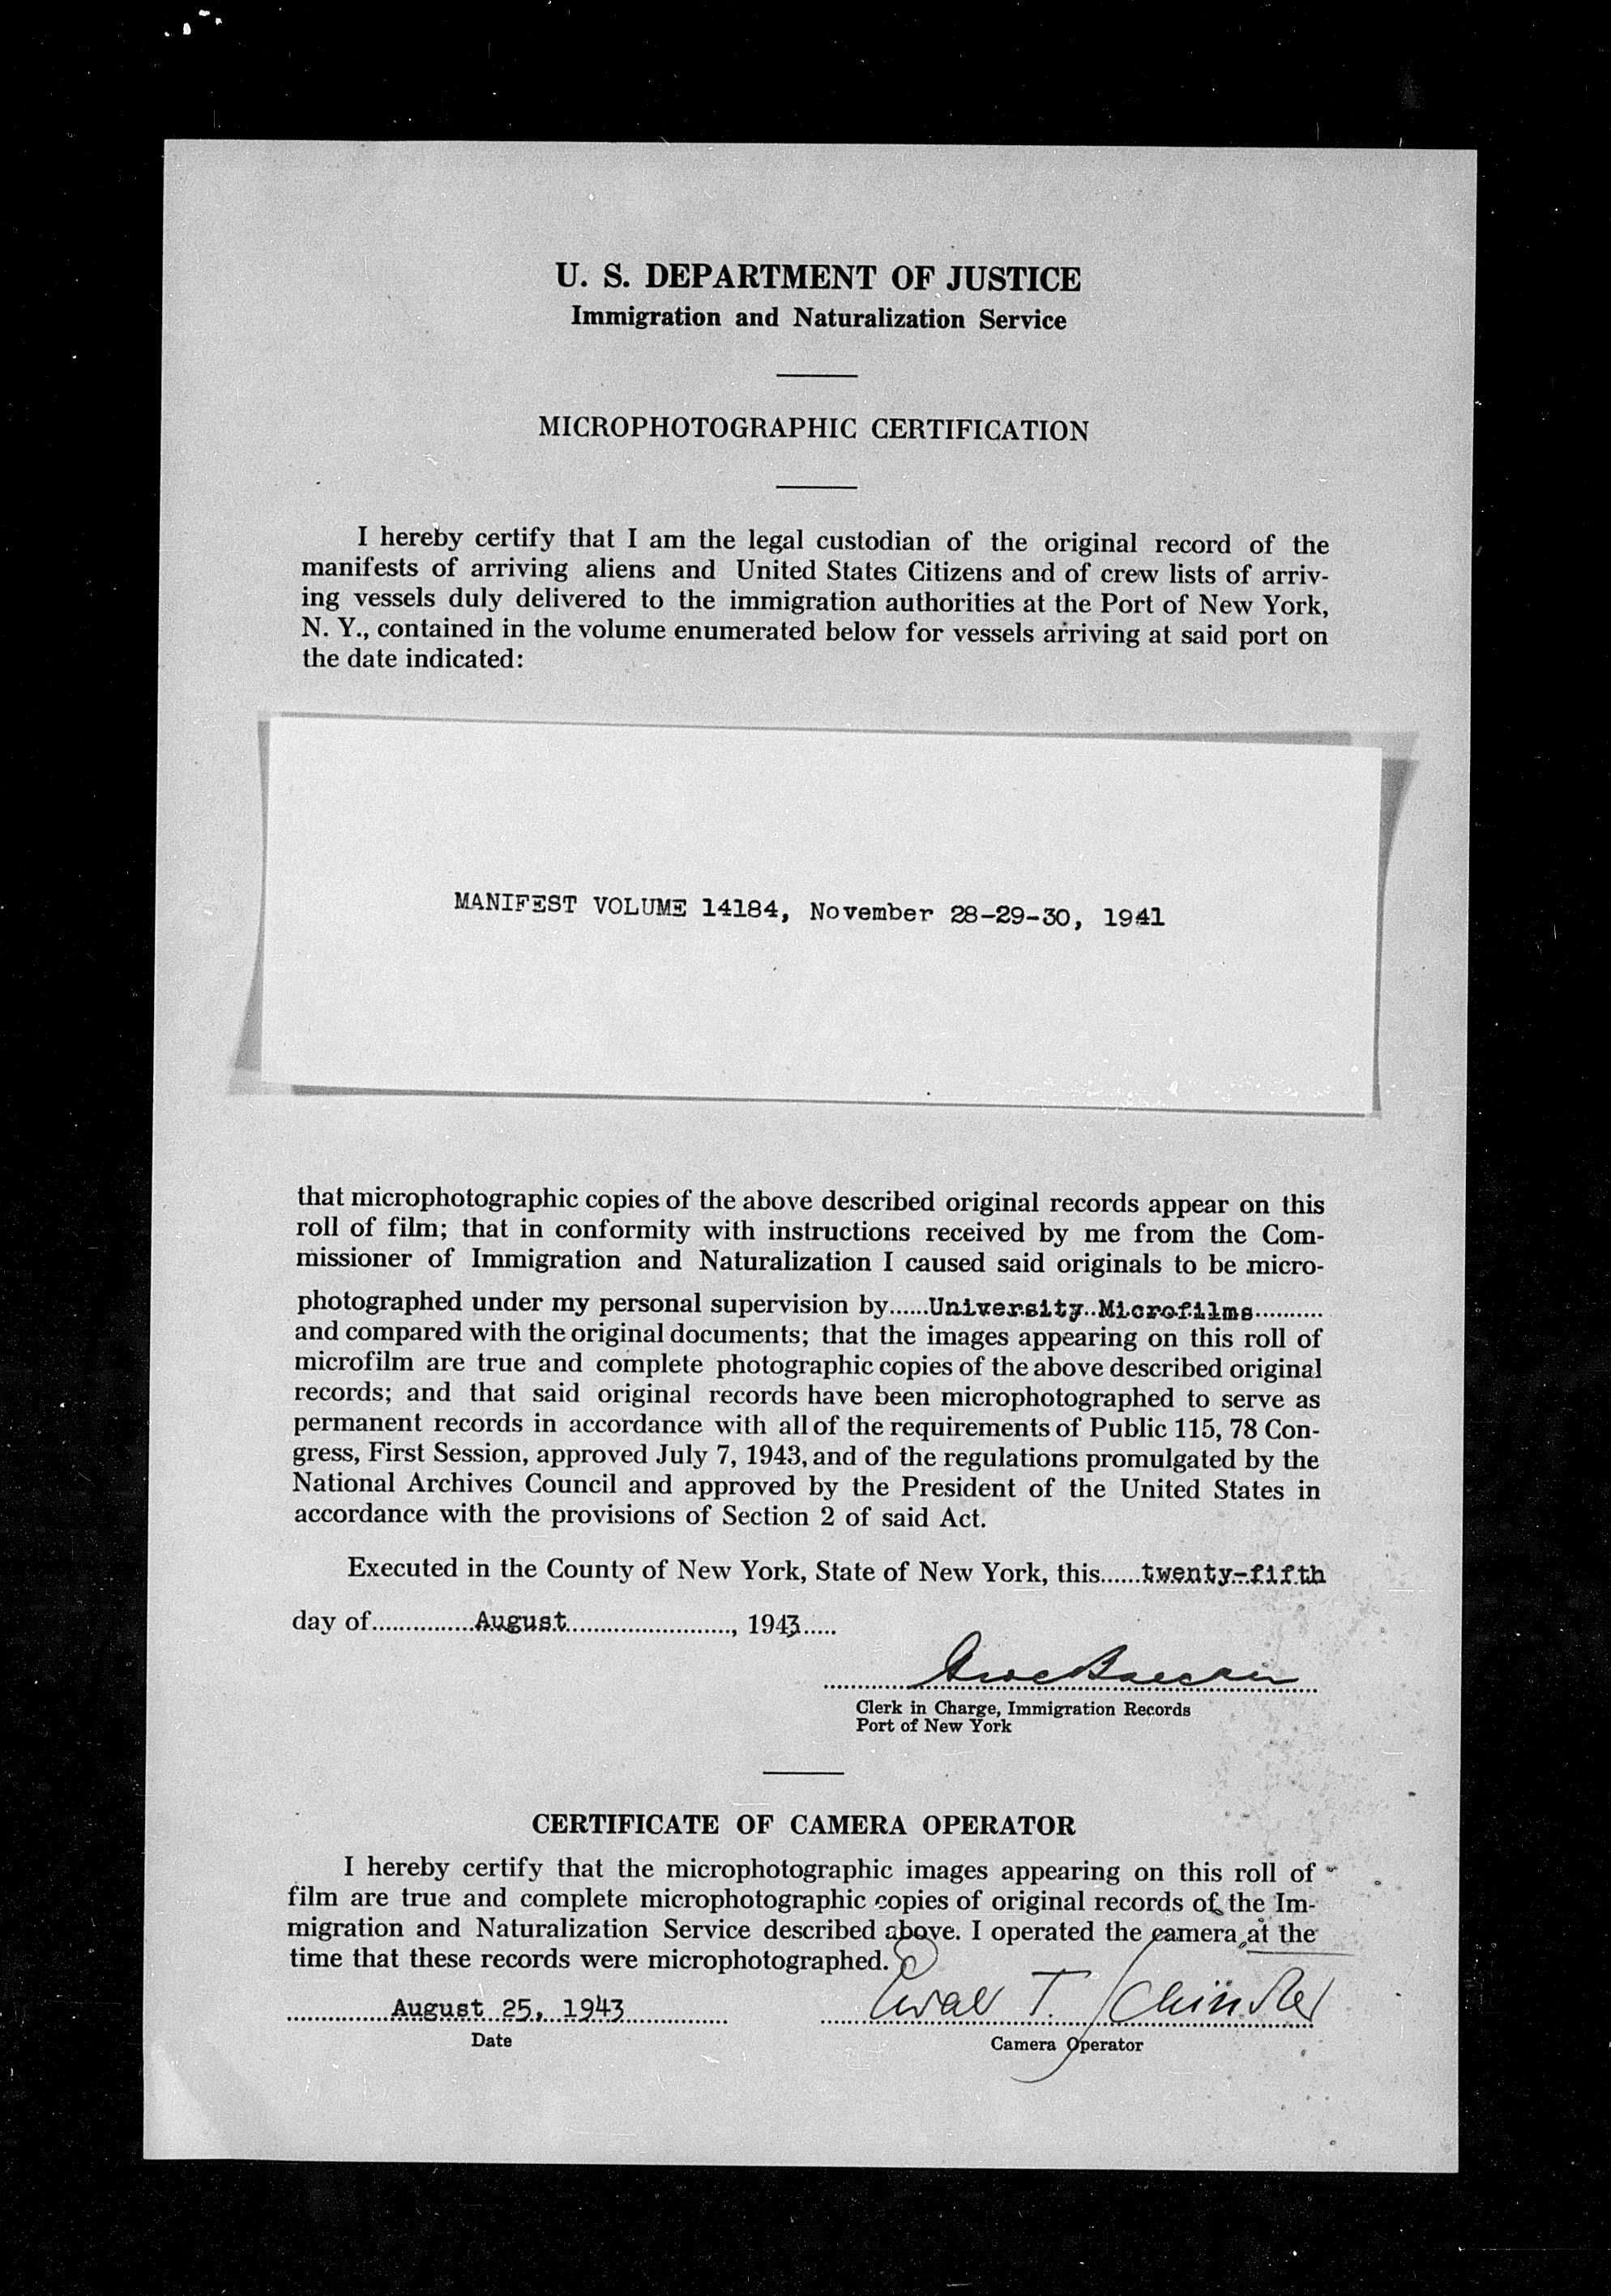 U. S. DEPARTMENT OF JUSTICE
Immigration and Naturalization Service
MICROPHOTOGRAPHIC CERTIFICATION
I hereby certify that I am the legal custodian of the original record of the
manifests of arriving aliens and United States Citizens and of crew lists of arriv-
ing vessels duly delivered to the immigration authorities at the Port of New York,
N. Y., contained in the volume enumerated below for vessels arriving at said port on
the date indicated:
MANIFEST VOLUME 14184, November 28-29-30, 1941
that microphotographic copies of the above described original records appear on this
roll of film; that in conformity with instructions received by me from the Com-
missioner of Immigration and Naturalization I caused said originals to be micro-
photographed under my personal supervision by......University Microfilms...........
and compared with the original documents; that the images appearing on this roll of
microfilm are true and complete photographic copies of the above described original
records; and that said original records have been microphotographed to serve as
permanent records in accordance with all of the requirements of Public 115, 78 Con-
gress, First Session, approved July 7, 1943, and of the regulations promulgated by the
National Archives Council and approved by the President of the United States in
accordance with the provisions of Section 2 of said Act.
Executed in the County of New York, State of New York, this......twenty-fifth
day of................August.........................., 1943.....
Clerk in Charge, Immigration Records
Port of New York
CERTIFICATE OF CAMERA OPERATOR
I hereby certify that the microphotographic images appearing on this roll of
film are true and complete microphotographic copies of original records of the Im-
migration and Naturalization Service described above. I operated the camera at the
time that these records were microphotographed.
August 25, 1943 T. Schindler
Date Camera Operator